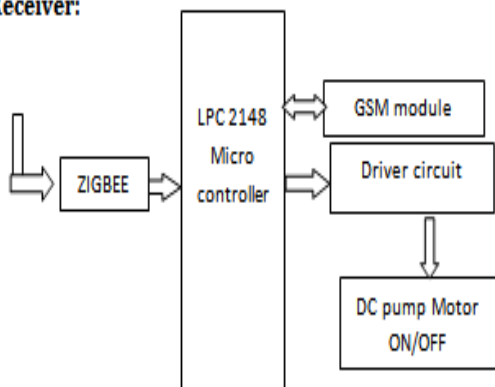 Receiver:
LPC 2148
Micro
controller
ZIGBEE
GSM module
Driver circuit
DC pump Motor
ON/OFF